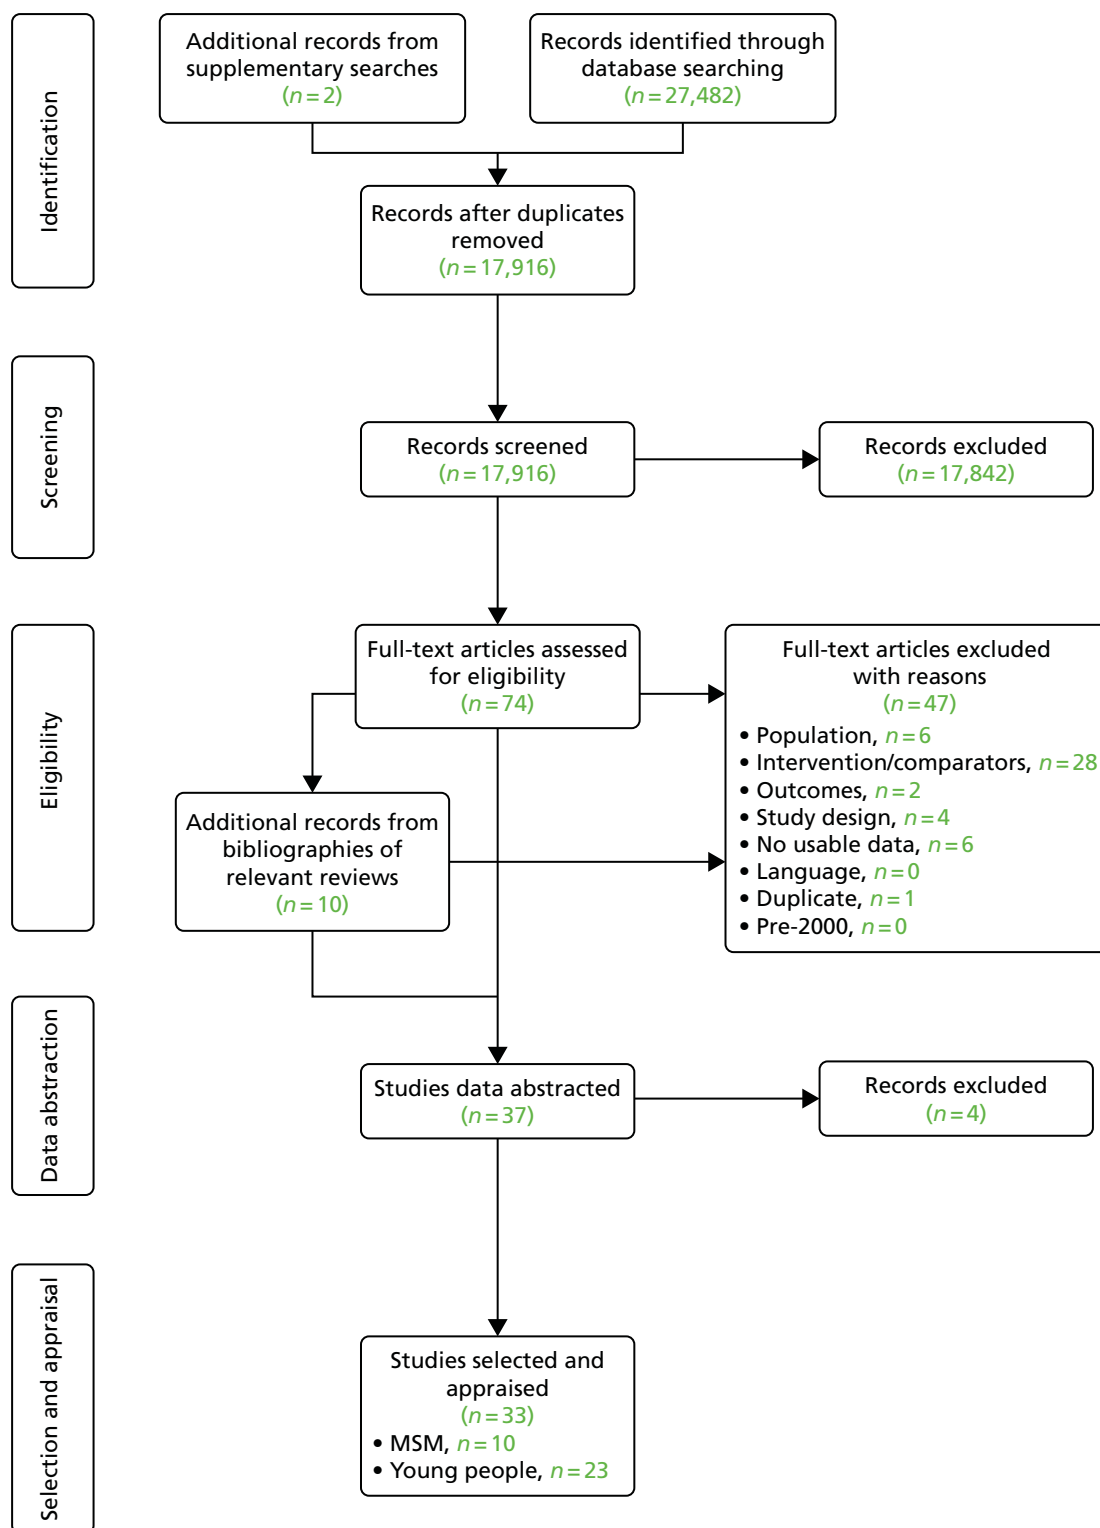 Identification
Additional records from
supplementary searches
(n = 2)
Records identified through
database searching
(n = 27,482)
Records after duplicates
removed
(n = 17,916)
Screening
Records screened
(n = 17,916)
Records excluded
(n = 17,842)
Eligibility
Full-text articles assessed
for eligibility
(n = 74)
Full-text articles excluded
with reasons
(n = 47)
• Population, n = 6
• Intervention/comparators, n = 28
• Outcomes, n = 2
• Study design, n = 4
• No usable data, n = 6
• Language, n = 0
• Duplicate, n = 1
• Pre-2000, n = 0
Additional records from
bibliographies of
relevant reviews
(n = 10)
Data abstraction
Studies data abstracted
(n = 37)
Records excluded
(n = 4)
Selection and appraisal
Studies selected and
appraised
(n = 33)
• MSM, n = 10
• Young people, n = 23